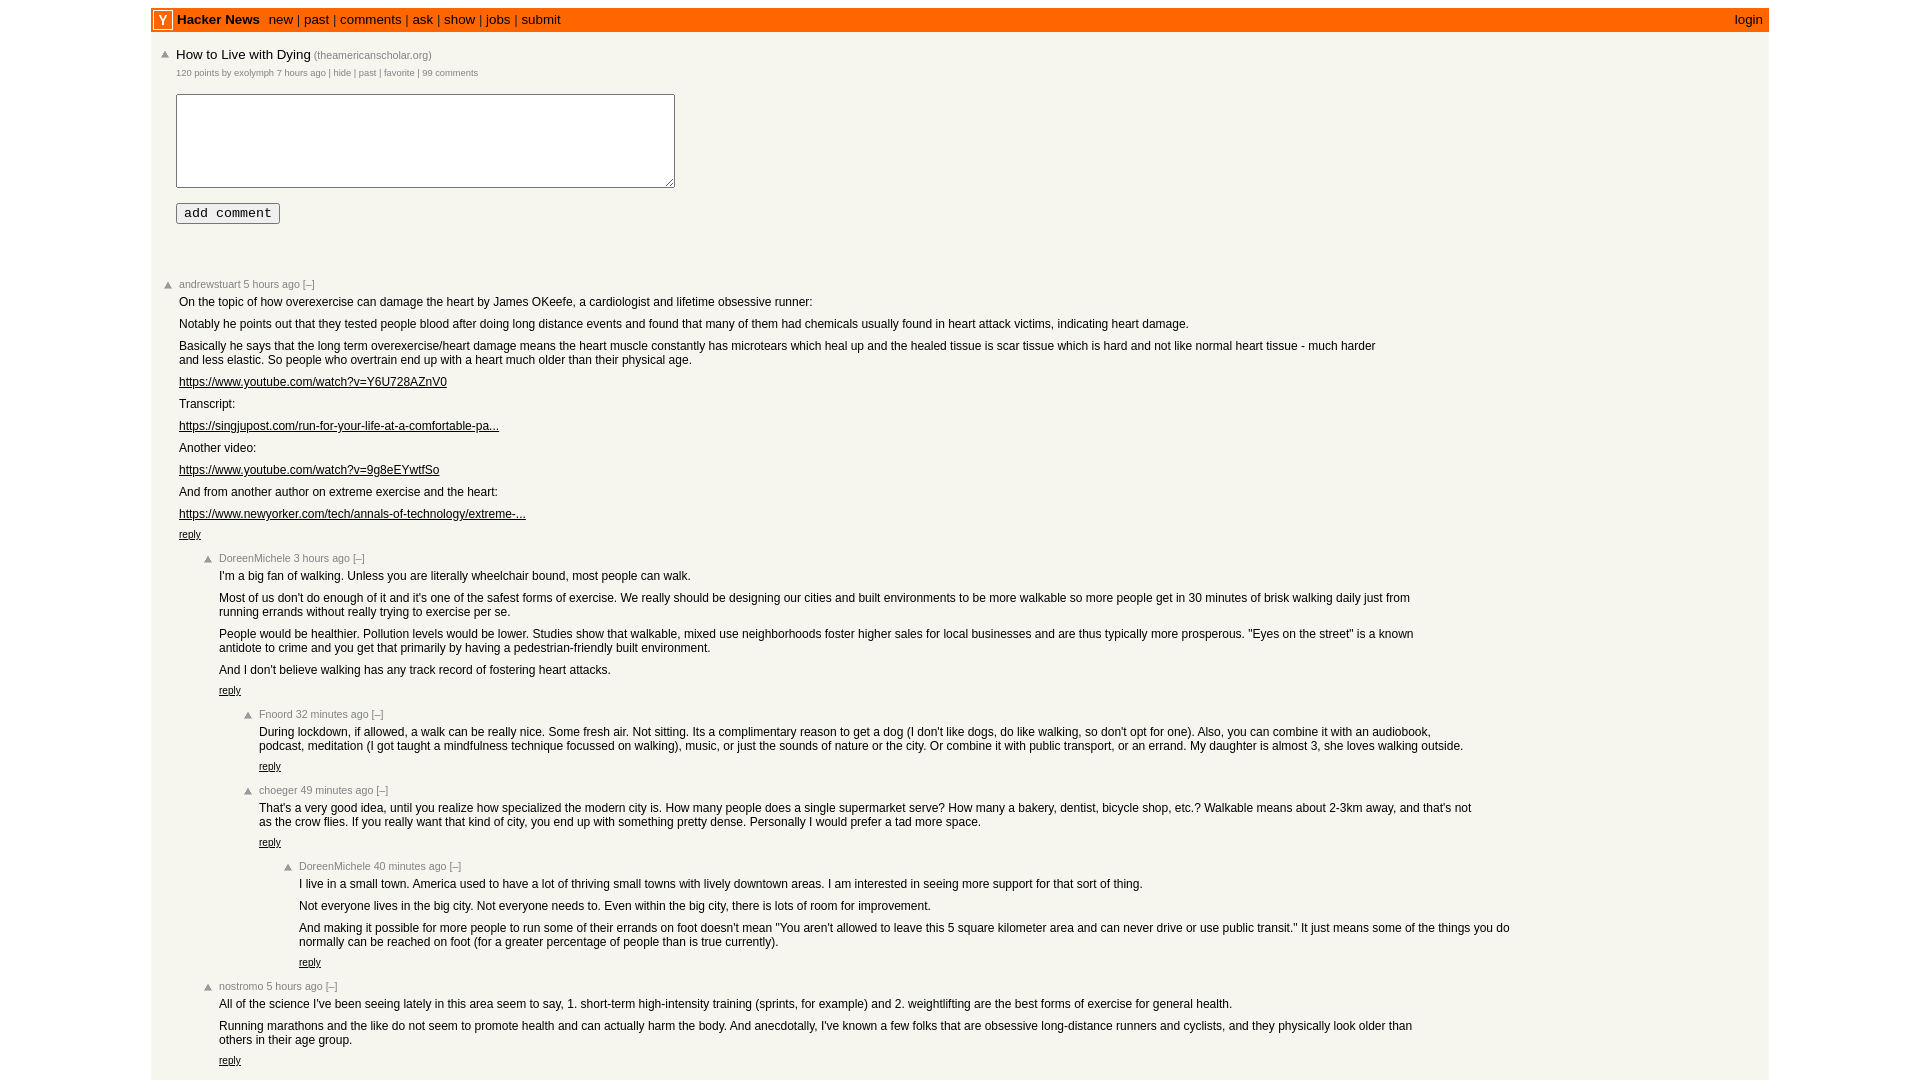 Y Hacker News new | past | comments | ask | show | jobs | submit login
How to Live with Dying (theamericanscholar.org)
120 points by exolymph 7 hours ago | hide | past | favorite | 99 comments
add comment
andrewstuart 5 hours ago [–]
On the topic of how overexercise can damage the heart by James OKeefe, a cardiologist and lifetime obsessive runner:
Notably he points out that they tested people blood after doing long distance events and found that many of them had chemicals usually found in heart attack victims, indicating heart damage.
Basically he says that the long term overexercise/heart damage means the heart muscle constantly has microtears which heal up and the healed tissue is scar tissue which is hard and not like normal heart tissue - much harder
and less elastic. So people who overtrain end up with a heart much older than their physical age.
https://www.youtube.com/watch?v=Y6U728AZnV0
Transcript:
https://singjupost.com/run-for-your-life-at-a-comfortable-pa...
Another video:
https://www.youtube.com/watch?v=9g8eEYwtfSo
And from another author on extreme exercise and the heart:
https://www.newyorker.com/tech/annals-of-technology/extreme-...
reply
DoreenMichele 3 hours ago [–]
I'm a big fan of walking. Unless you are literally wheelchair bound, most people can walk.
Most of us don't do enough of it and it's one of the safest forms of exercise. We really should be designing our cities and built environments to be more walkable so more people get in 30 minutes of brisk walking daily just from
running errands without really trying to exercise per se.
People would be healthier. Pollution levels would be lower. Studies show that walkable, mixed use neighborhoods foster higher sales for local businesses and are thus typically more prosperous. "Eyes on the street" is a known
antidote to crime and you get that primarily by having a pedestrian-friendly built environment.
And I don't believe walking has any track record of fostering heart attacks.
reply
Fnoord 32 minutes ago [–]
During lockdown, if allowed, a walk can be really nice. Some fresh air. Not sitting. Its a complimentary reason to get a dog (I don't like dogs, do like walking, so don't opt for one). Also, you can combine it with an audiobook,
podcast, meditation (I got taught a mindfulness technique focussed on walking), music, or just the sounds of nature or the city. Or combine it with public transport, or an errand. My daughter is almost 3, she loves walking outside.
reply
choeger 49 minutes ago [–]
That's a very good idea, until you realize how specialized the modern city is. How many people does a single supermarket serve? How many a bakery, dentist, bicycle shop, etc.? Walkable means about 2-3km away, and that's not
as the crow flies. If you really want that kind of city, you end up with something pretty dense. Personally I would prefer a tad more space.
reply
DoreenMichele 40 minutes ago [–]
I live in a small town. America used to have a lot of thriving small towns with lively downtown areas. I am interested in seeing more support for that sort of thing.
Not everyone lives in the big city. Not everyone needs to. Even within the big city, there is lots of room for improvement.
And making it possible for more people to run some of their errands on foot doesn't mean "You aren't allowed to leave this 5 square kilometer area and can never drive or use public transit." It just means some of the things you do
normally can be reached on foot (for a greater percentage of people than is true currently).
reply
nostromo 5 hours ago [–]
All of the science I've been seeing lately in this area seem to say, 1. short-term high-intensity training (sprints, for example) and 2. weightlifting are the best forms of exercise for general health.
Running marathons and the like do not seem to promote health and can actually harm the body. And anecdotally, I've known a few folks that are obsessive long-distance runners and cyclists, and they physically look older than
others in their age group.
reply